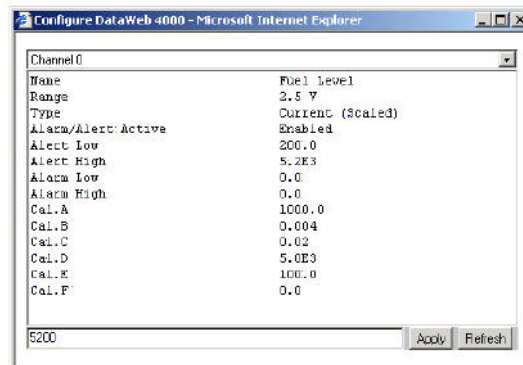 Configure DataWeb 4000 - Microsoft Internet Explorer
Channel 0
Name Fuel Level
Range 2.5 V
Type Current (Scaled)
Alarm/Alert Active Enabled
Alert Low 200.0
Alert High 5.2E3
Alarm Low 0.0
Alarm High 0.0
Cal.A 1000.0
Cal.B 0.004
Cal.C 0.02
Cal.D 5.0E3
Cal.E 100.0
Cal.F 0.0
5200 Apply Refresh